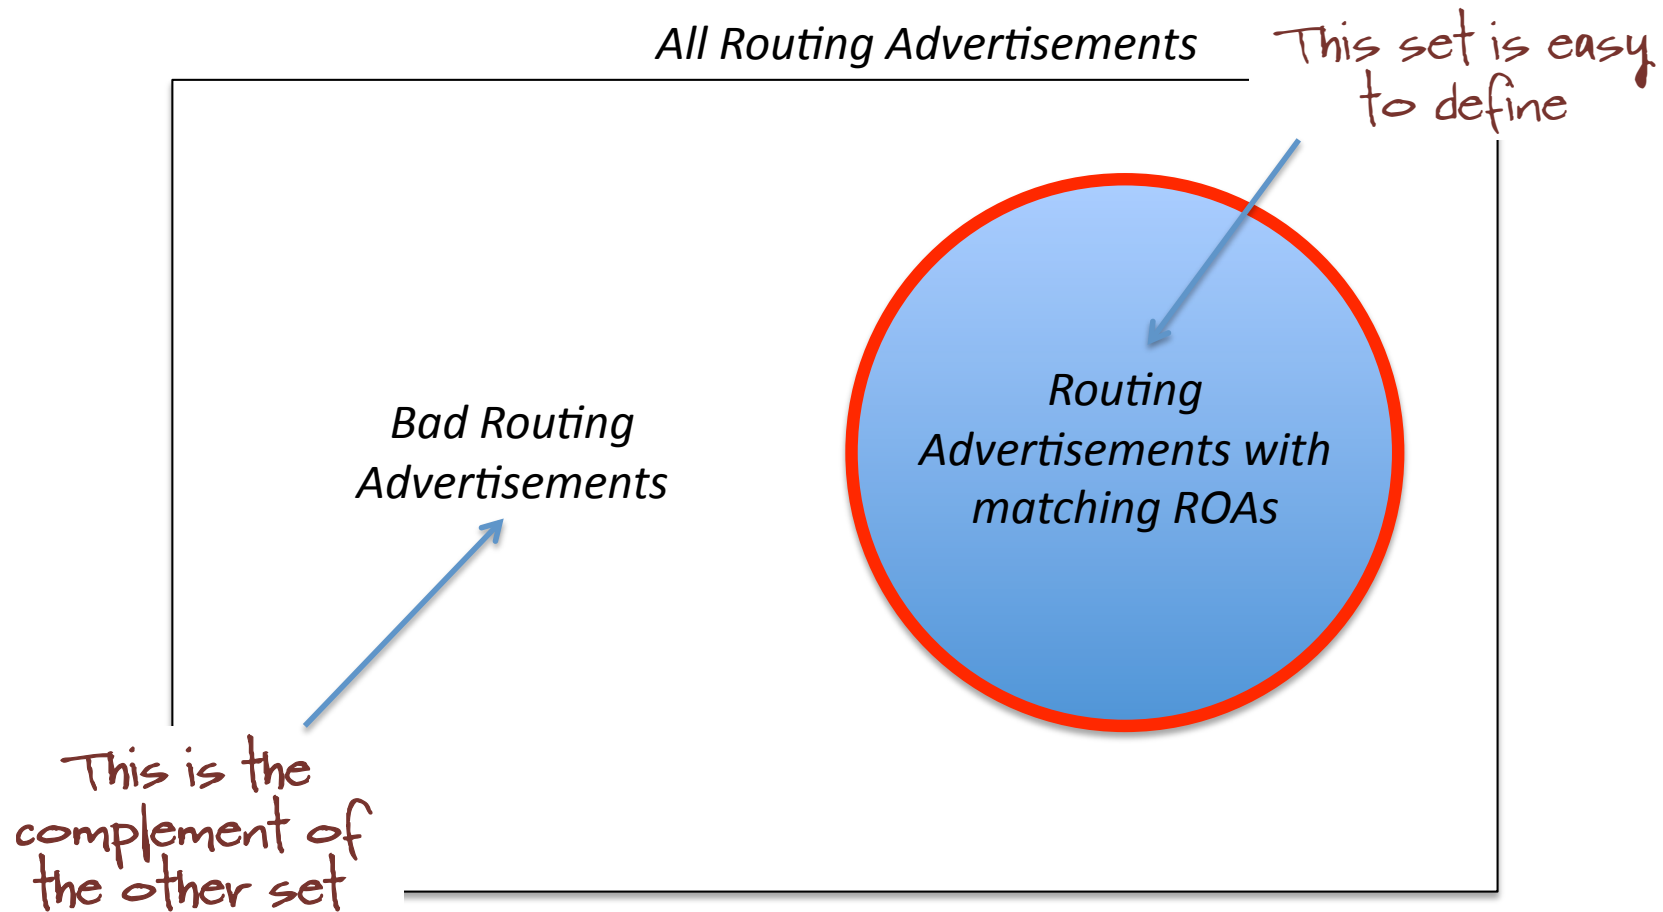 All Routing Advertisements
This set is easy
to define
Routing
Advertisements with
matching ROAs
Bad Routing
Advertisements
This is the
complement of
the other set